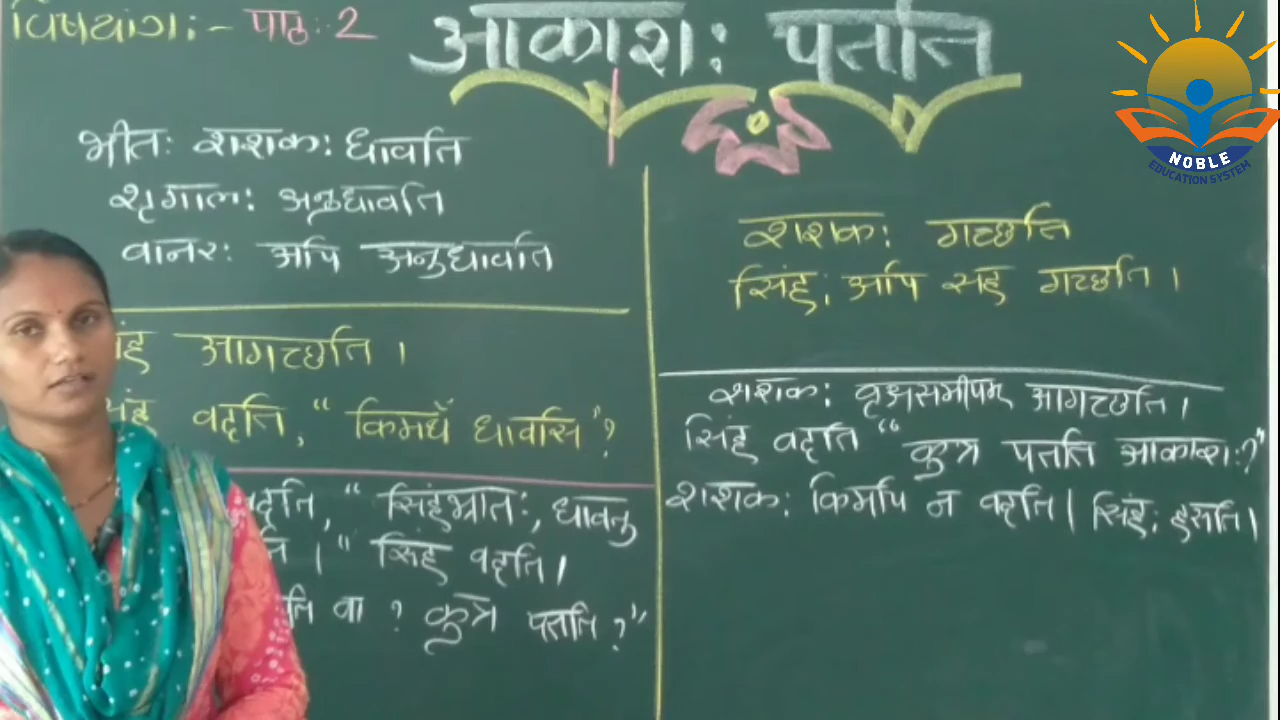 विषयांग :- पाठ: 2
आकाश: पतति
भीत: शशक: धावति
शृगाल: अनुधावति
वानर: अपि अनुधावति
आगच्छति ।
वदति, “ किमर्थं धावसि ” ?
“ सिंहभ्रात:, धावतु
। “ सिंह वदति ।
वा ? कुत्र पतति ? ”
शशक: गच्छति
सिंह: अपि सह गच्छति ।
शशक: वृक्षसमीपम् आगच्छति ।
सिंह वदति “ कुत्र पतति आकाश: ? ”
शशक: किमपि न वदति | सिंह: हसति ।
NOBLE
EDUCATION SYSTEM